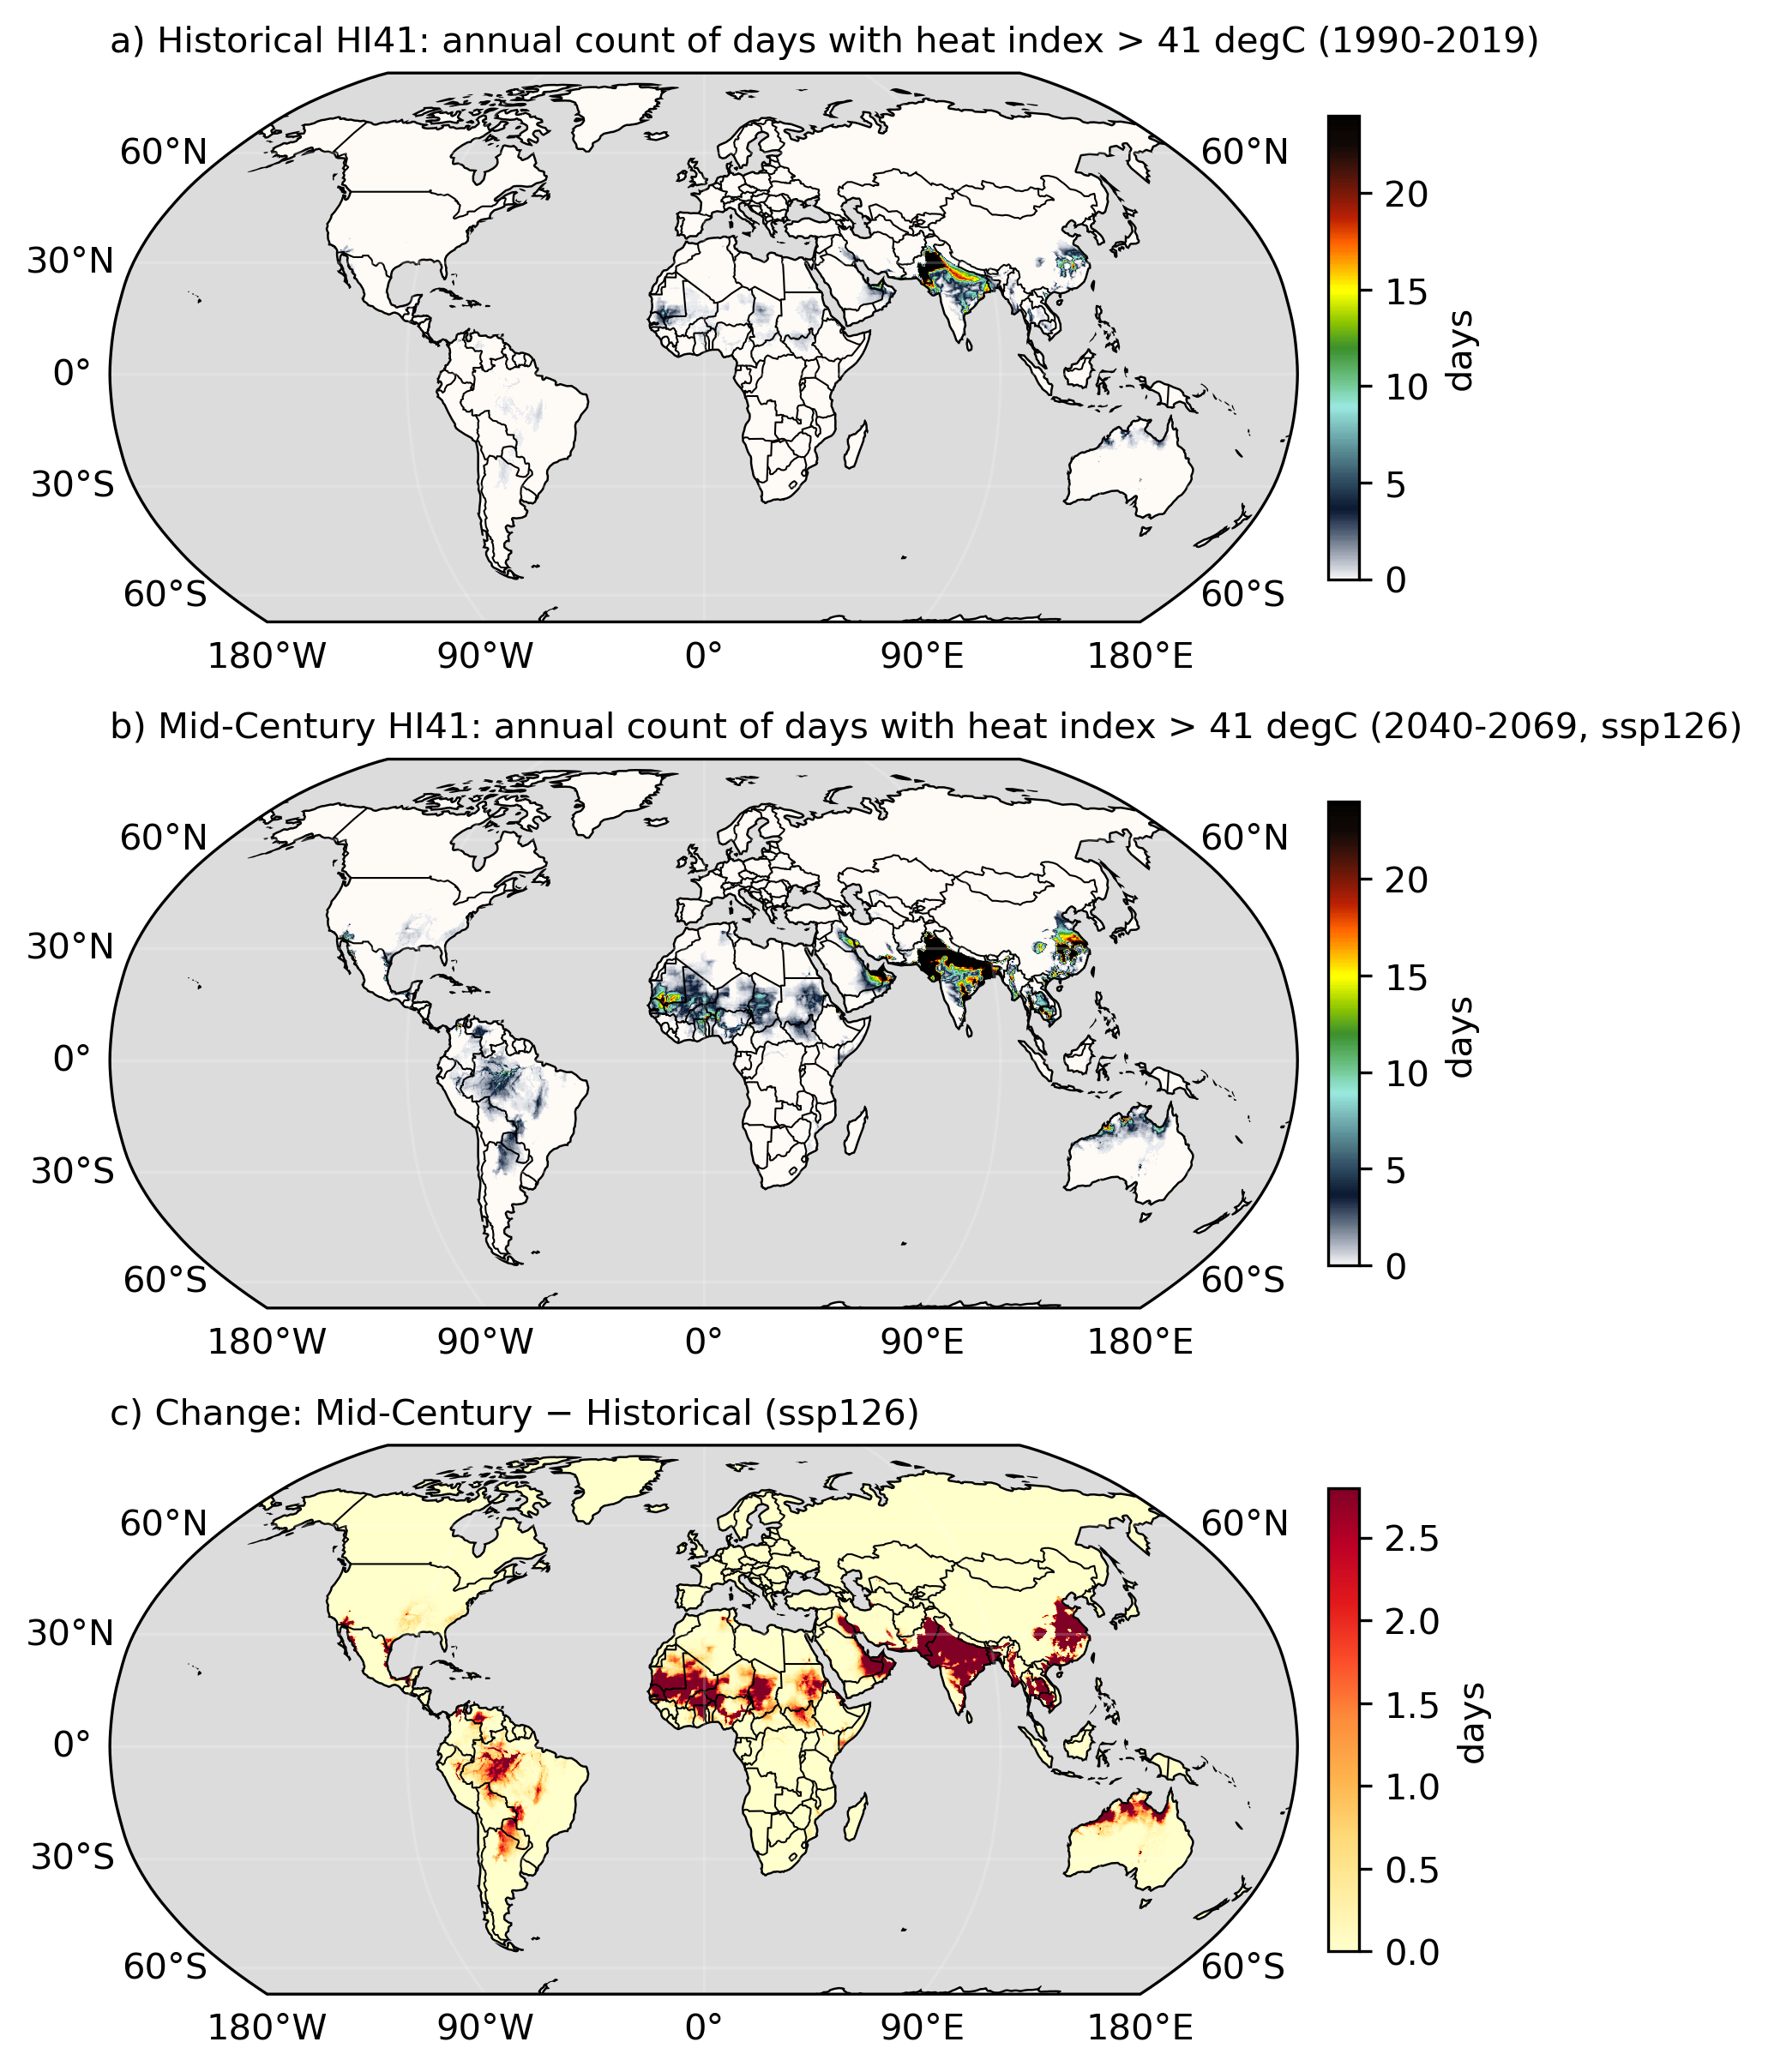 a) Historical HI41: annual count of days with heat index > 41 degC (1990-2019)
60°N
60°N
30°N
0°
30°S
60°S
60°S
180°W
90°W
0°
90°E
180°E
20
15
10
5
0
days
b) Mid-Century HI41: annual count of days with heat index > 41 degC (2040-2069, ssp126)
60°N
60°N
30°N
0°
30°S
60°S
60°S
180°W
90°W
0°
90°E
180°E
20
15
10
5
0
days
c) Change: Mid-Century − Historical (ssp126)
60°N
60°N
30°N
0°
30°S
60°S
60°S
180°W
90°W
0°
90°E
180°E
2.5
2.0
1.5
1.0
0.5
0.0
days